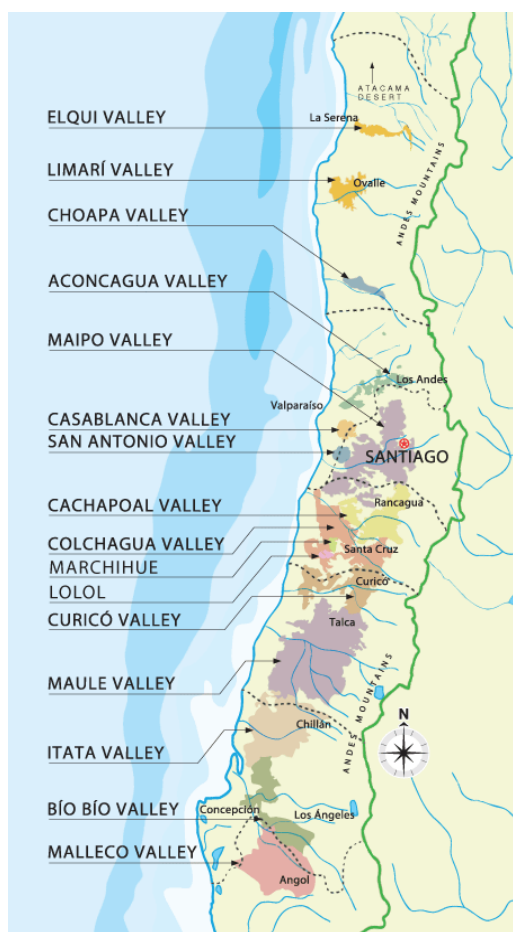 ATACAMA
DESERT
La Serena
ELQUI VALLEY
LIMARÍ VALLEY
Ovalle
CHOAPA VALLEY
ANDES MOUNTAINS
ACONCAGUA VALLEY
MAIPO VALLEY
Los Andes
Valparaíso
CASABLANCA VALLEY
SAN ANTONIO VALLEY
SANTIAGO
CACHAPOAL VALLEY
Rancagua
COLCHAGUA VALLEY
Santa Cruz
MARCHIHUE
LOLOL
Curicó
CURICÓ VALLEY
Talca
MAULE VALLEY
ANDES MOUNTAINS
N
Chillán
ITATA VALLEY
BÍO BÍO VALLEY
Concepción
Los Ángeles
MALLECO VALLEY
Angol